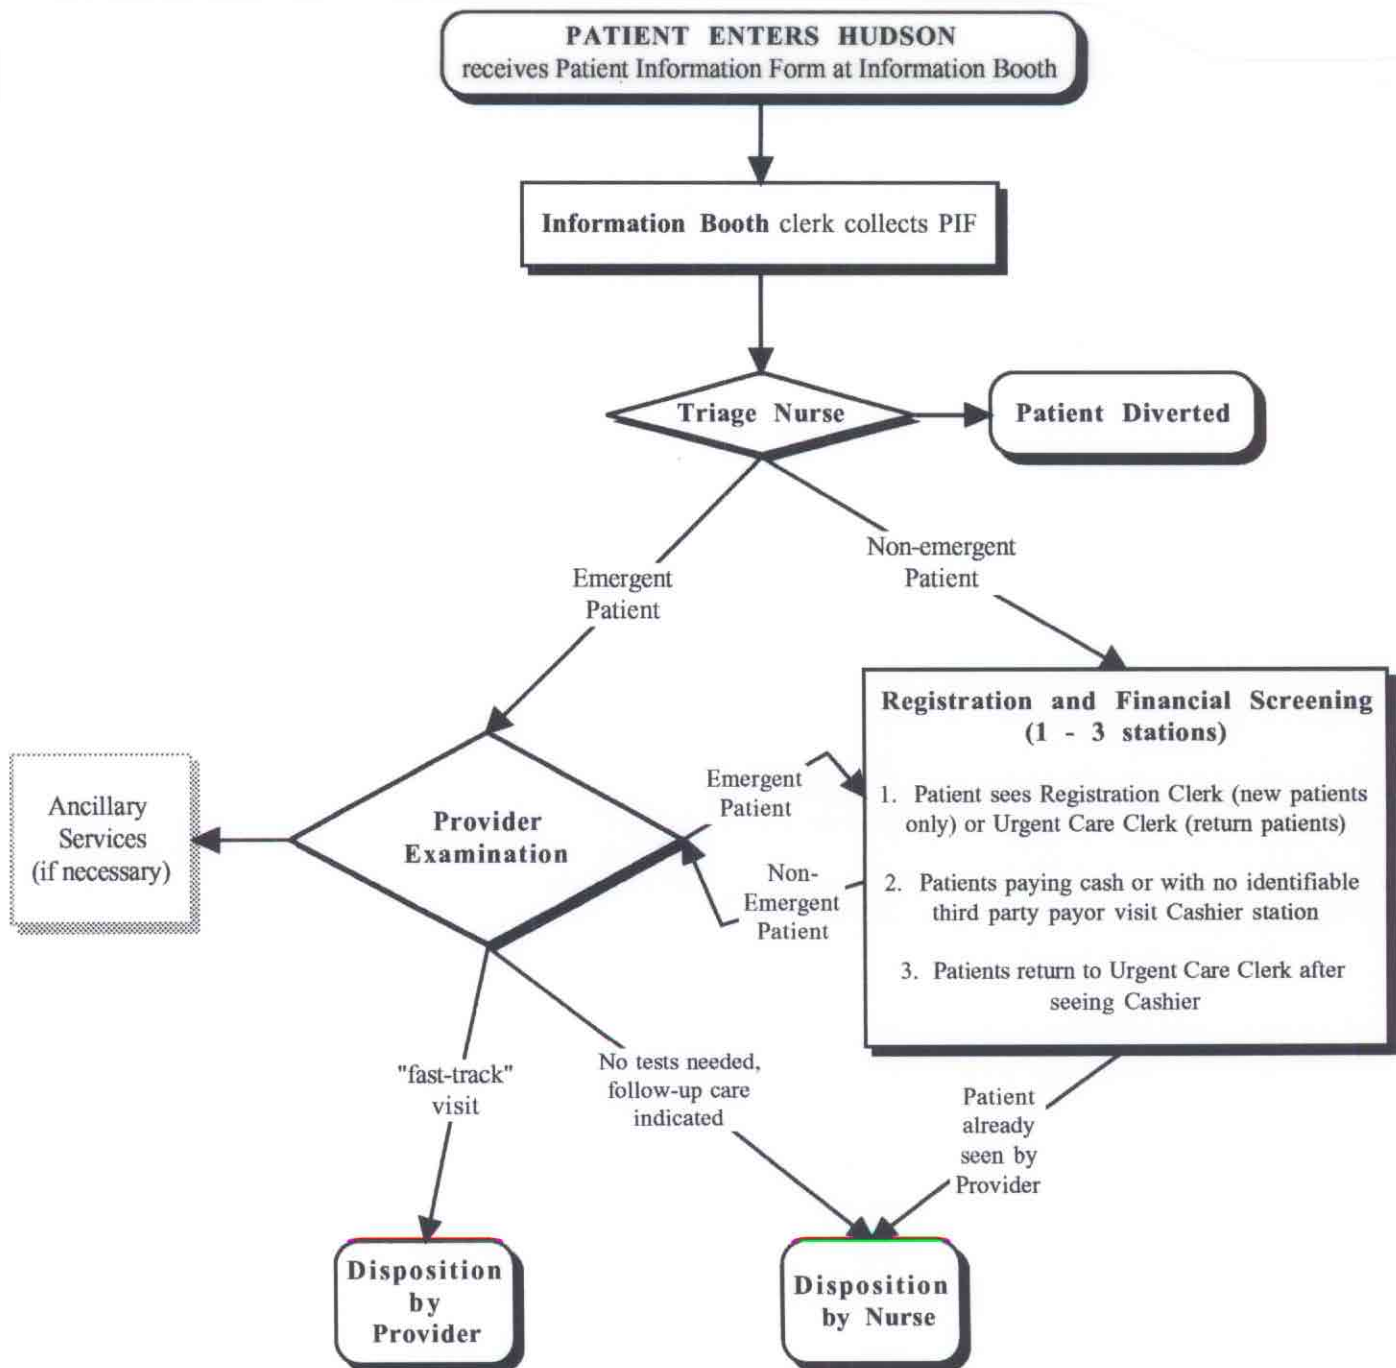 PATIENT ENTERS HUDSON
receives Patient Information Form at Information Booth
Information Booth clerk collects PIF
Triage Nurse
Patient Diverted
Non-emergent
Patient
Emergent
Patient
Registration and Financial Screening
(1 - 3 stations)
1. Patient sees Registration Clerk (new patients
only) or Urgent Care Clerk (return patients)
2. Patients paying cash or with no identifiable
third party payor visit Cashier station
3. Patients return to Urgent Care Clerk after
seeing Cashier
Emergent
Patient
Ancillary
Services
(if necessary)
Provider
Examination
Non-
Emergent
Patient
"fast-track"
visit
No tests needed,
follow-up care
indicated
Patient
already
seen by
Provider
Disposition
by
Provider
Disposition
by Nurse